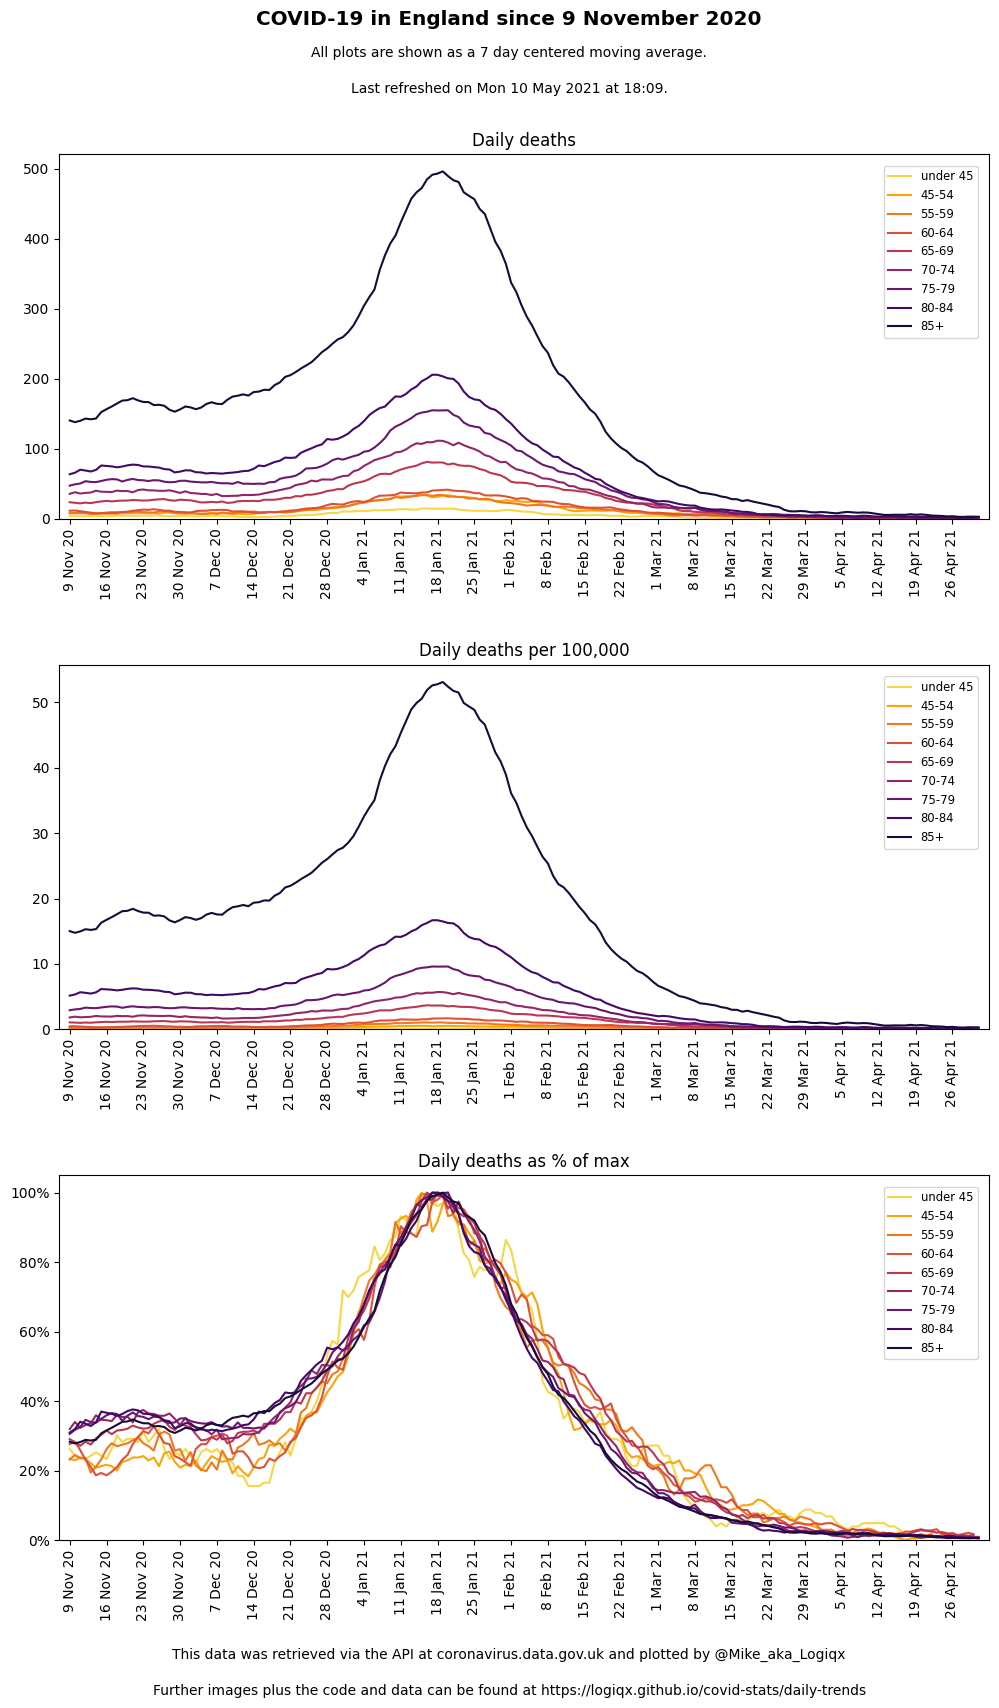 COVID-19 in England since 9 November 2020
All plots are shown as a 7 day centered moving average.
Last refreshed on Mon 10 May 2021 at 18:09.
Daily deaths
500
400
300
200
100
0
under 45
45-54
55-59
60-64
65-69
70-74
75-79
80-84
85+
9 Nov 20
16 Nov 20
23 Nov 20
30 Nov 20
7 Dec 20
14 Dec 20
21 Dec 20
28 Dec 20
4 Jan 21
11 Jan 21
18 Jan 21
25 Jan 21
1 Feb 21
8 Feb 21
15 Feb 21
22 Feb 21
1 Mar 21
8 Mar 21
15 Mar 21
22 Mar 21
29 Mar 21
5 Apr 21
12 Apr 21
19 Apr 21
26 Apr 21
Daily deaths per 100,000
50
40
30
20
10
0
under 45
45-54
55-59
60-64
65-69
70-74
75-79
80-84
85+
9 Nov 20
16 Nov 20
23 Nov 20
30 Nov 20
7 Dec 20
14 Dec 20
21 Dec 20
28 Dec 20
4 Jan 21
11 Jan 21
18 Jan 21
25 Jan 21
1 Feb 21
8 Feb 21
15 Feb 21
22 Feb 21
1 Mar 21
8 Mar 21
15 Mar 21
22 Mar 21
29 Mar 21
5 Apr 21
12 Apr 21
19 Apr 21
26 Apr 21
Daily deaths as % of max
100%
80%
60%
40%
20%
0%
under 45
45-54
55-59
60-64
65-69
70-74
75-79
80-84
85+
9 Nov 20
16 Nov 20
23 Nov 20
30 Nov 20
7 Dec 20
14 Dec 20
21 Dec 20
28 Dec 20
4 Jan 21
11 Jan 21
18 Jan 21
25 Jan 21
1 Feb 21
8 Feb 21
15 Feb 21
22 Feb 21
1 Mar 21
8 Mar 21
15 Mar 21
22 Mar 21
29 Mar 21
5 Apr 21
12 Apr 21
19 Apr 21
26 Apr 21
This data was retrieved via the API at coronavirus.data.gov.uk and plotted by @Mike_aka_Logiqx
Further images plus the code and data can be found at https://logiqx.github.io/covid-stats/daily-trends